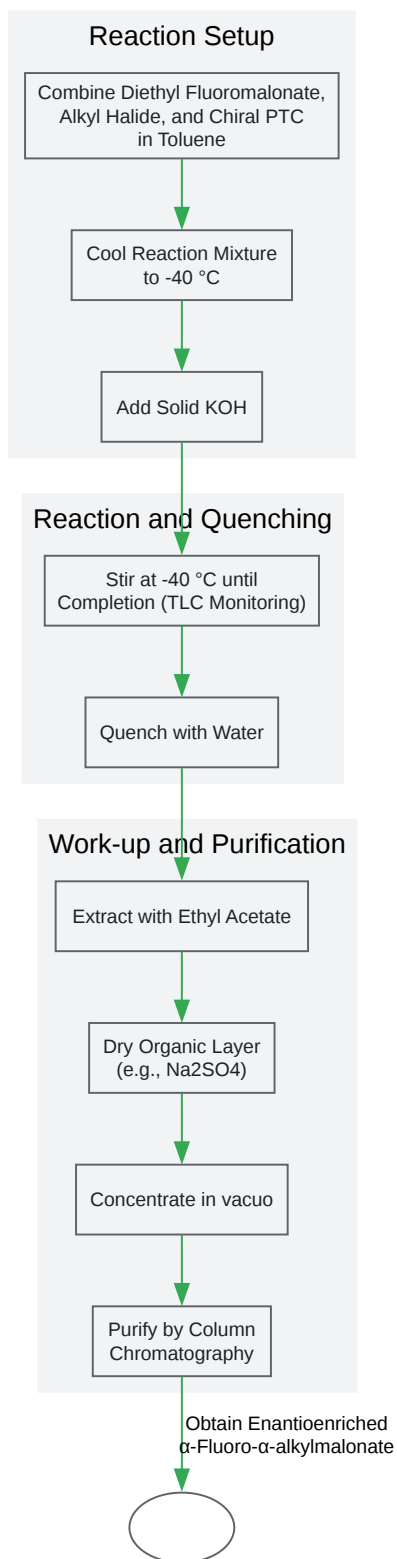 Reaction Setup
Combine Diethyl Fluoromalonate,
Alkyl Halide, and Chiral PTC
in Toluene
Cool Reaction Mixture
to -40 °C
Add Solid KOH
Reaction and Quenching
Stir at -40 °C until
Completion (TLC Monitoring)
Quench with Water
Work-up and Purification
Extract with Ethyl Acetate
Dry Organic Layer
(e.g., Na2SO4)
Concentrate in vacuo
Purify by Column
Chromatography
Obtain Enantioenriched
α-Fluoro-α-alkylmalonate